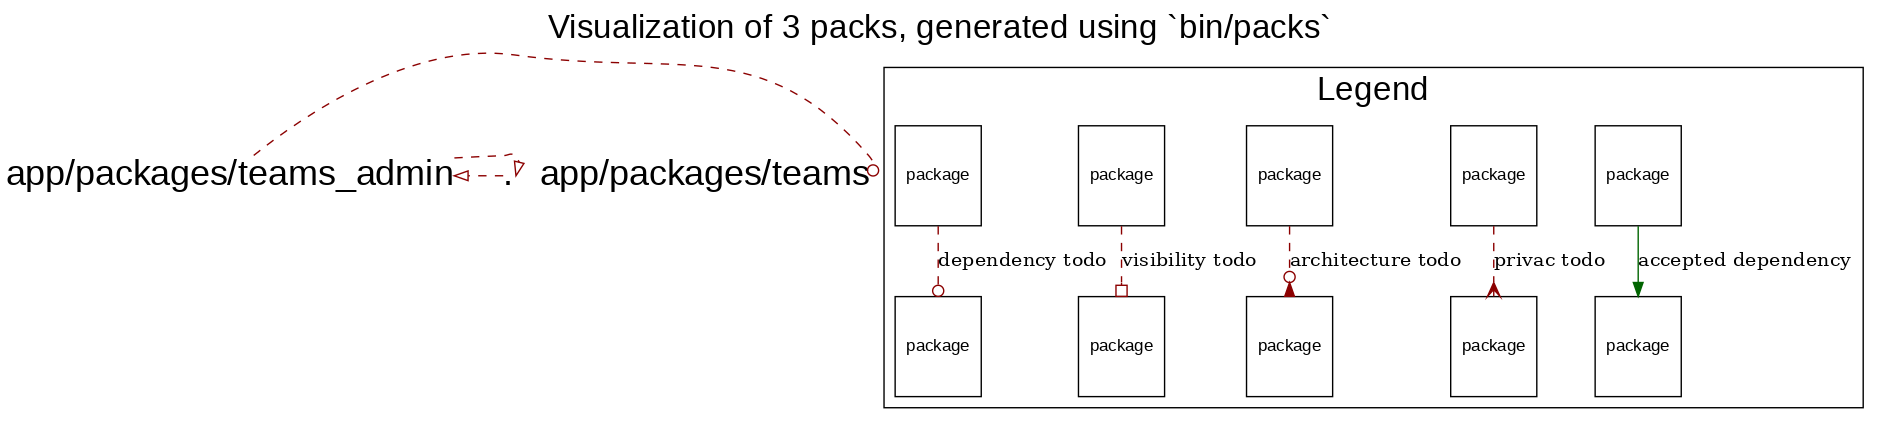 Visualization of 3 packs, generated using `bin/packs`
Legend
app/packages/teams_admin
.
app/packages/teams
package
package
package
package
package
dependency todo
visibility todo
architecture todo
privac todo
accepted dependency
package
package
package
package
package